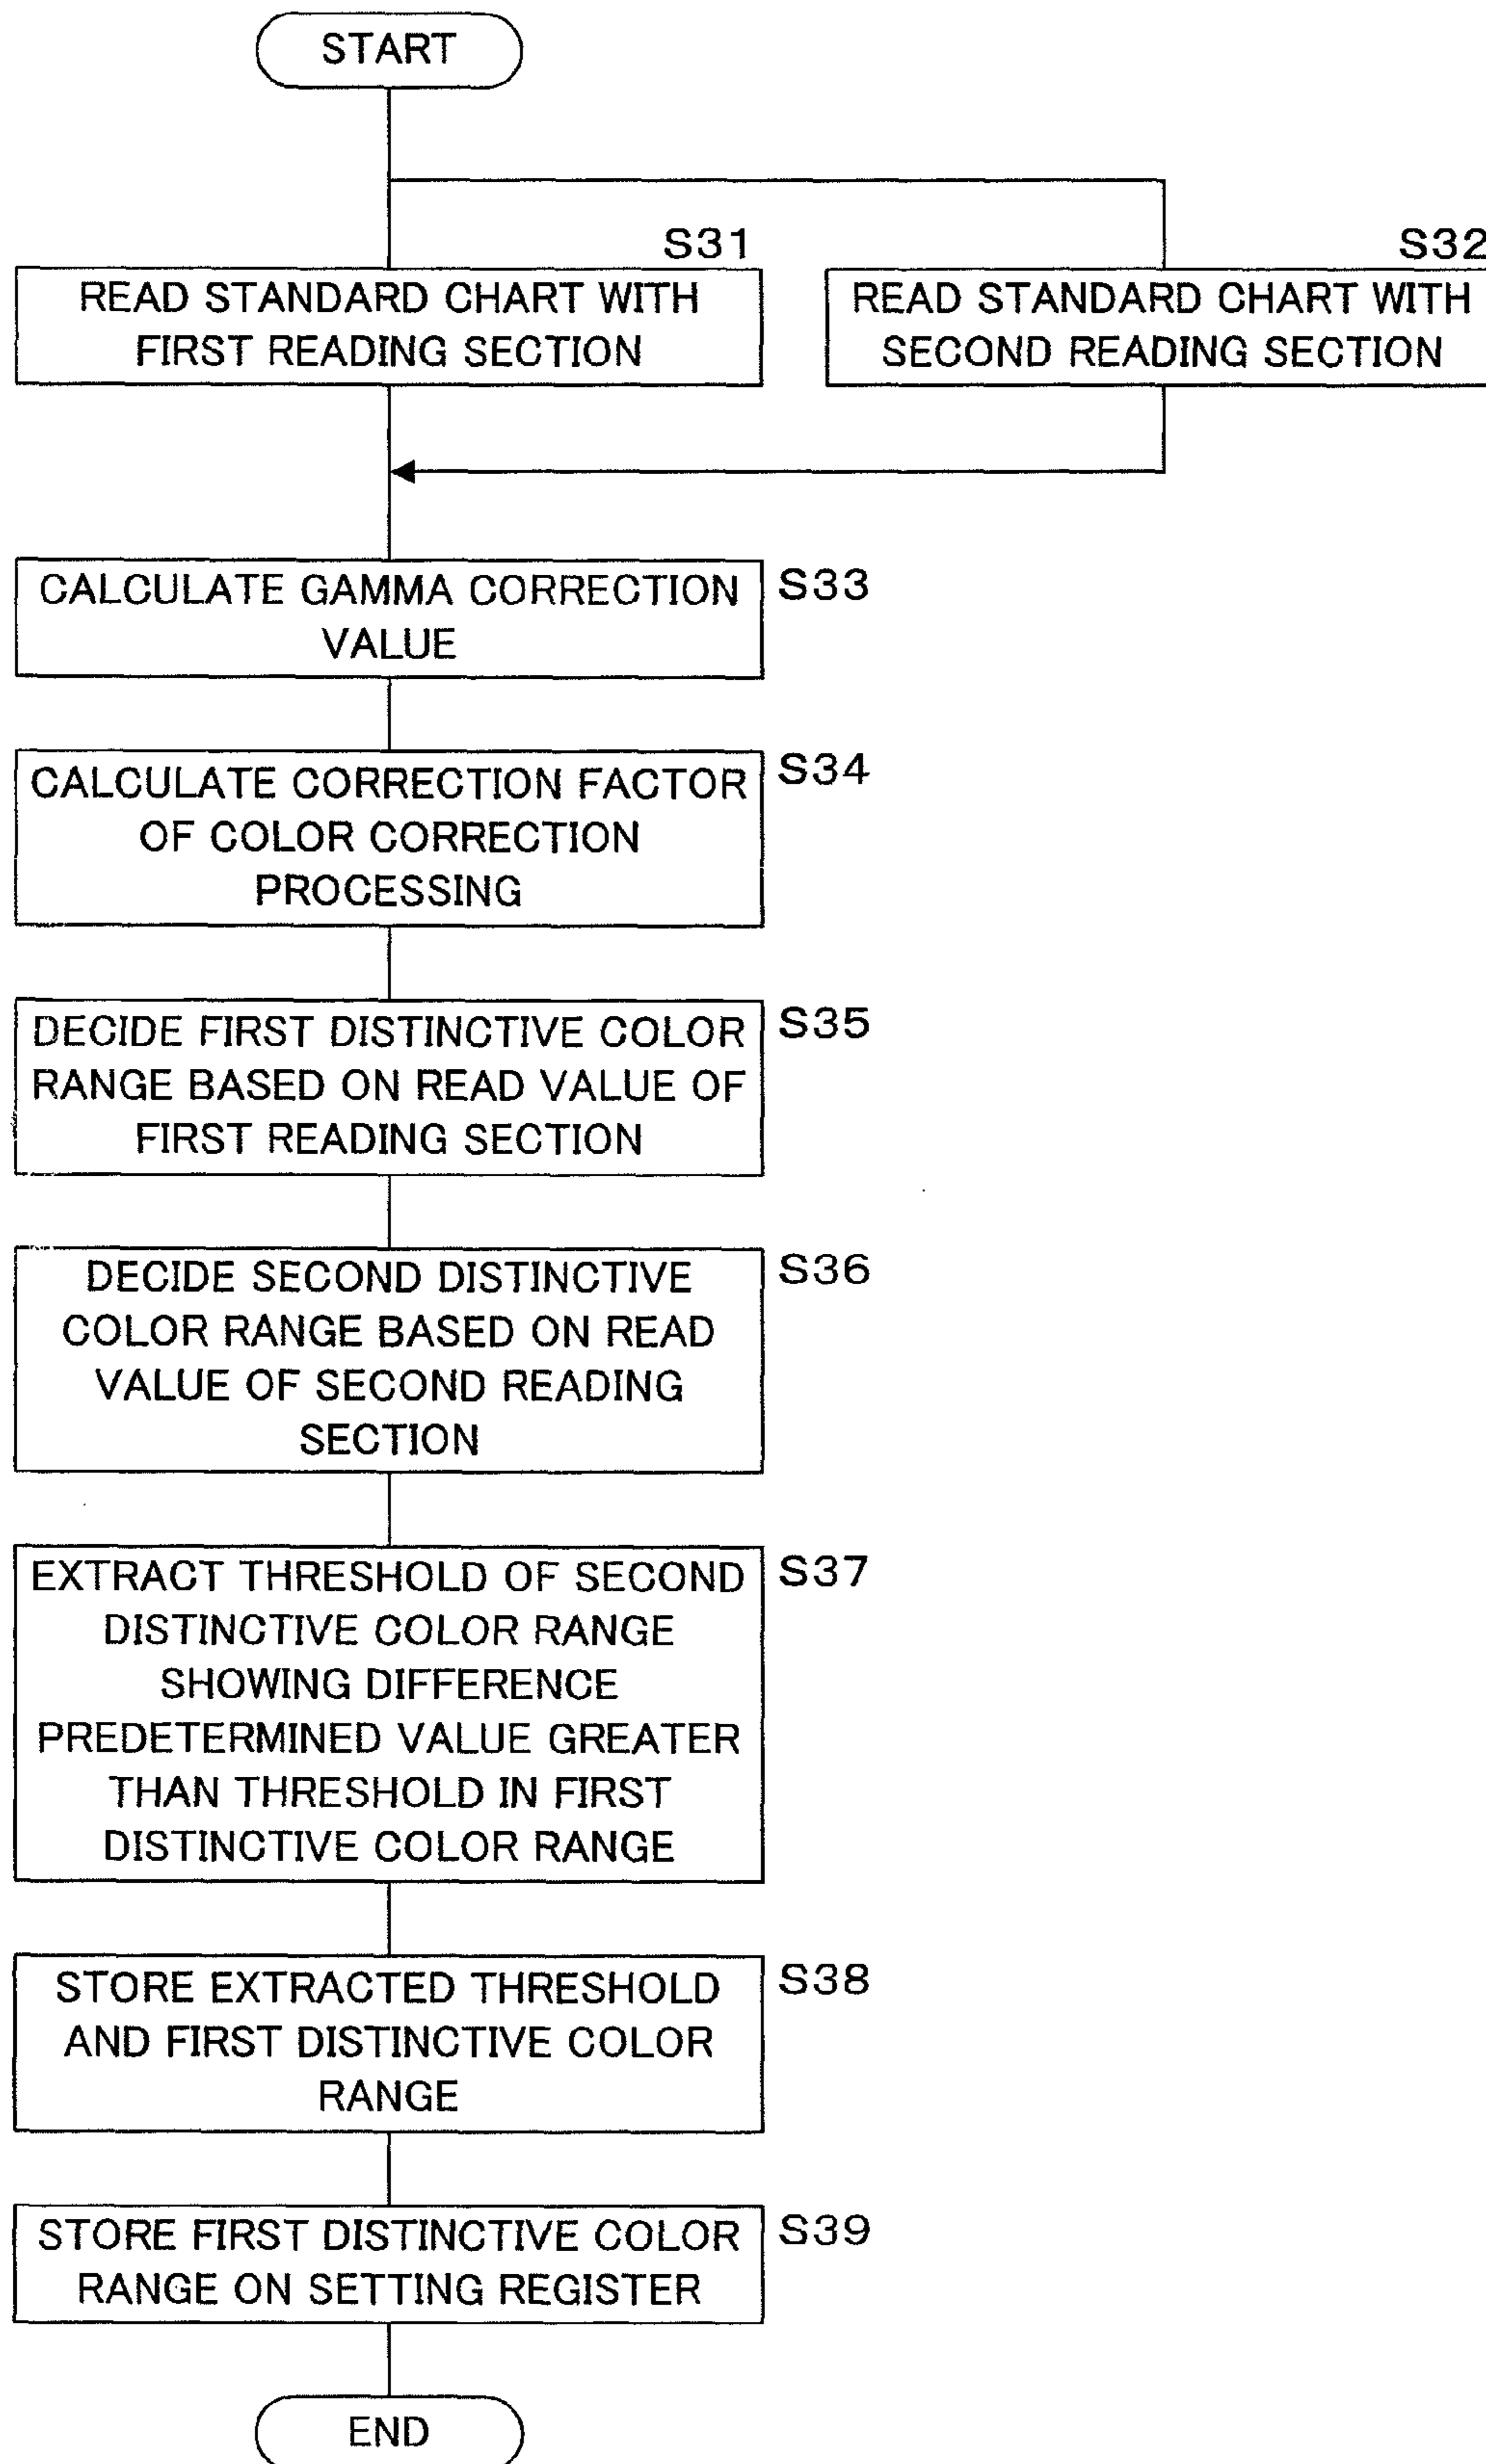 START
S31
READ STANDARD CHART WITH
FIRST READING SECTION
S32
READ STANDARD CHART WITH
SECOND READING SECTION
CALCULATE GAMMA CORRECTION
VALUE
S33
CALCULATE CORRECTION FACTOR
OF COLOR CORRECTION
PROCESSING
S34
DECIDE FIRST DISTINCTIVE COLOR
RANGE BASED ON READ VALUE OF
FIRST READING SECTION
S35
DECIDE SECOND DISTINCTIVE
COLOR RANGE BASED ON READ
VALUE OF SECOND READING
SECTION
S36
EXTRACT THRESHOLD OF SECOND
DISTINCTIVE COLOR RANGE
SHOWING DIFFERENCE
PREDETERMINED VALUE GREATER
THAN THRESHOLD IN FIRST
DISTINCTIVE COLOR RANGE
S37
STORE EXTRACTED THRESHOLD
AND FIRST DISTINCTIVE COLOR
RANGE
S38
STORE FIRST DISTINCTIVE COLOR
RANGE ON SETTING REGISTER
S39
END